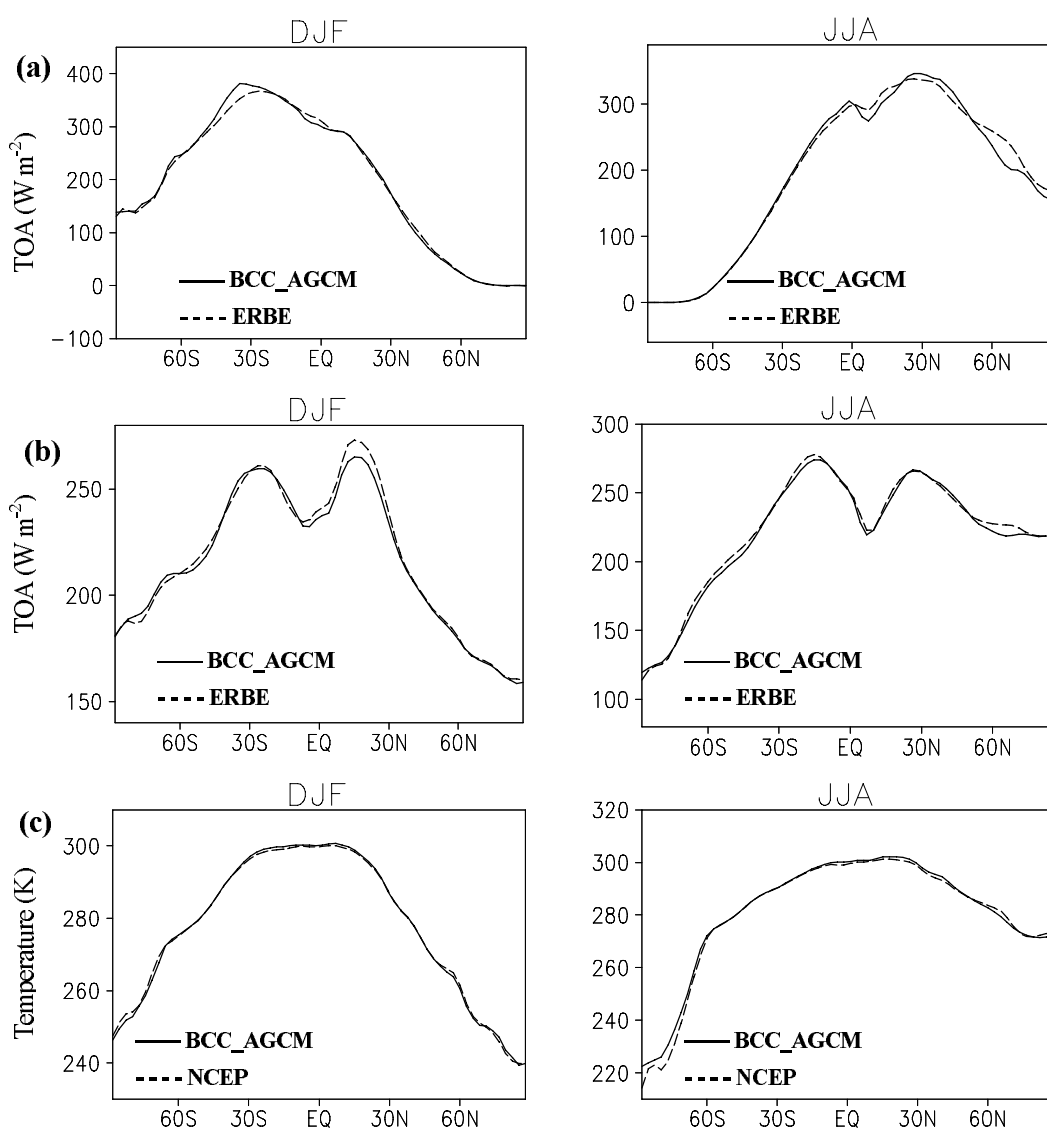 DJF
JJA
(a)
400
300
200
100
0
-100
TOA (W m-2)
BCC_AGCM
ERBE
60S 30S EQ 30N 60N
300
200
100
0
BCC_AGCM
ERBE
60S 30S EQ 30N 60N
DJF
JJA
(b)
250
200
150
TOA (W m-2)
BCC_AGCM
ERBE
60S 30S EQ 30N 60N
300
250
200
150
100
BCC_AGCM
ERBE
60S 30S EQ 30N 60N
DJF
JJA
(c)
300
280
260
240
Temperature (K)
BCC_AGCM
NCEP
60S 30S EQ 30N 60N
320
300
280
260
240
220
BCC_AGCM
NCEP
60S 30S EQ 30N 60N